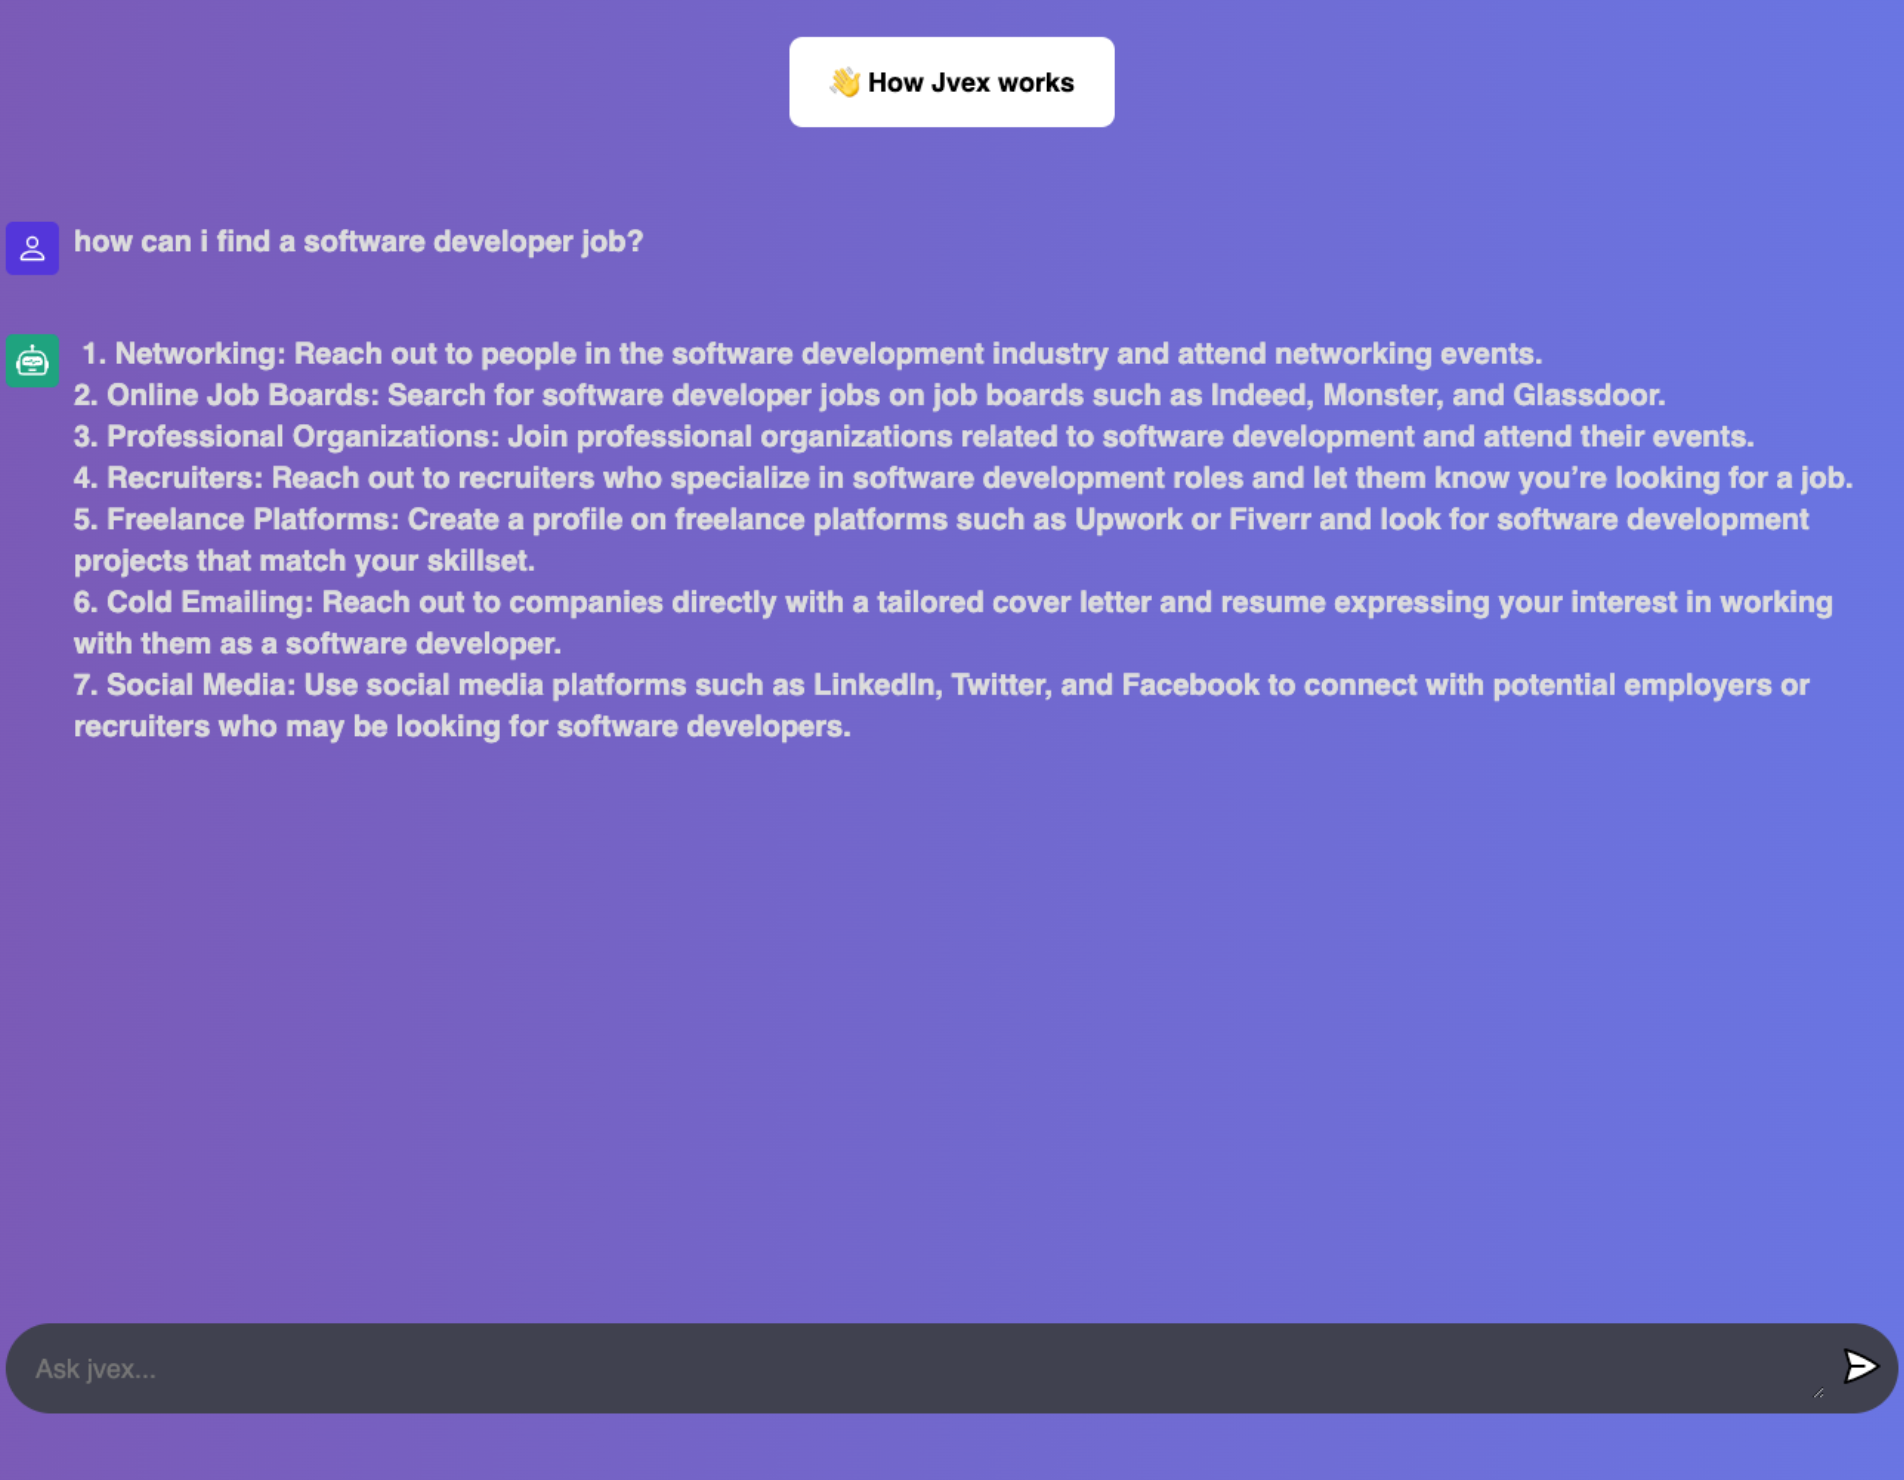 👋 How Jvex works
how can i find a software developer job?
1. Networking: Reach out to people in the software development industry and attend networking events.
2. Online Job Boards: Search for software developer jobs on job boards such as Indeed, Monster, and Glassdoor.
3. Professional Organizations: Join professional organizations related to software development and attend their events.
4. Recruiters: Reach out to recruiters who specialize in software development roles and let them know you’re looking for a job.
5. Freelance Platforms: Create a profile on freelance platforms such as Upwork or Fiverr and look for software development
projects that match your skillset.
6. Cold Emailing: Reach out to companies directly with a tailored cover letter and resume expressing your interest in working
with them as a software developer.
7. Social Media: Use social media platforms such as LinkedIn, Twitter, and Facebook to connect with potential employers or
recruiters who may be looking for software developers.
Ask jvex...